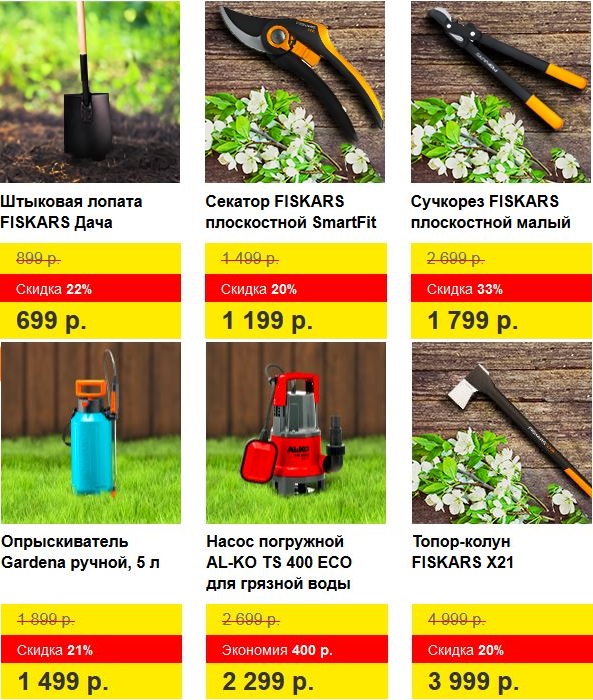 Штыковая лопата
FISKARS Дача
899 р.
Скидка 22%
699 р.
Секатор FISKARS
плоскостной SmartFit
1 499 р.
Скидка 20%
1 199 р.
Сучкорез FISKARS
плоскостной малый
2 699 р.
Скидка 33%
1 799 р.
Опрыскиватель
Gardena ручной, 5 л
1 899 р.
Скидка 21%
1 499 р.
AL-KO
Насос погружной
AL-KO TS 400 ECO
для грязной воды
2 699 р.
Экономия 400 р.
2 299 р.
FISKARS
Топор-колун
FISKARS X21
4 999 р.
Скидка 20%
3 999 р.